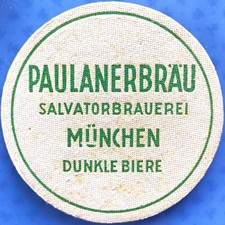 PAULANERBRÄU
SALVATORBRAUEREI
MÜNCHEN
DUNKLE BIERE